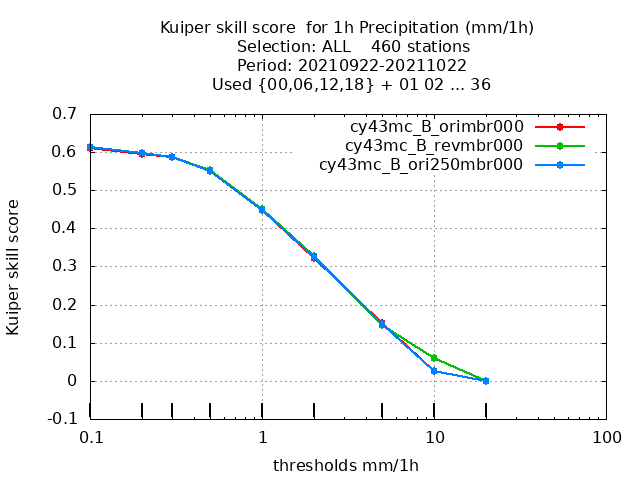 Kuiper skill score  for 1h Precipitation (mm/1h)
Selection: ALL    460 stations
Period: 20210922-20211022
Used {00,06,12,18} + 01 02 ... 36
cy43mc_B_orimbr000
cy43mc_B_revmbr000
cy43mc_B_ori250mbr000
Kuiper skill score
0.7
0.6
0.5
0.4
0.3
0.2
0.1
0
-0.1
0.1 1 10 100
thresholds mm/1h